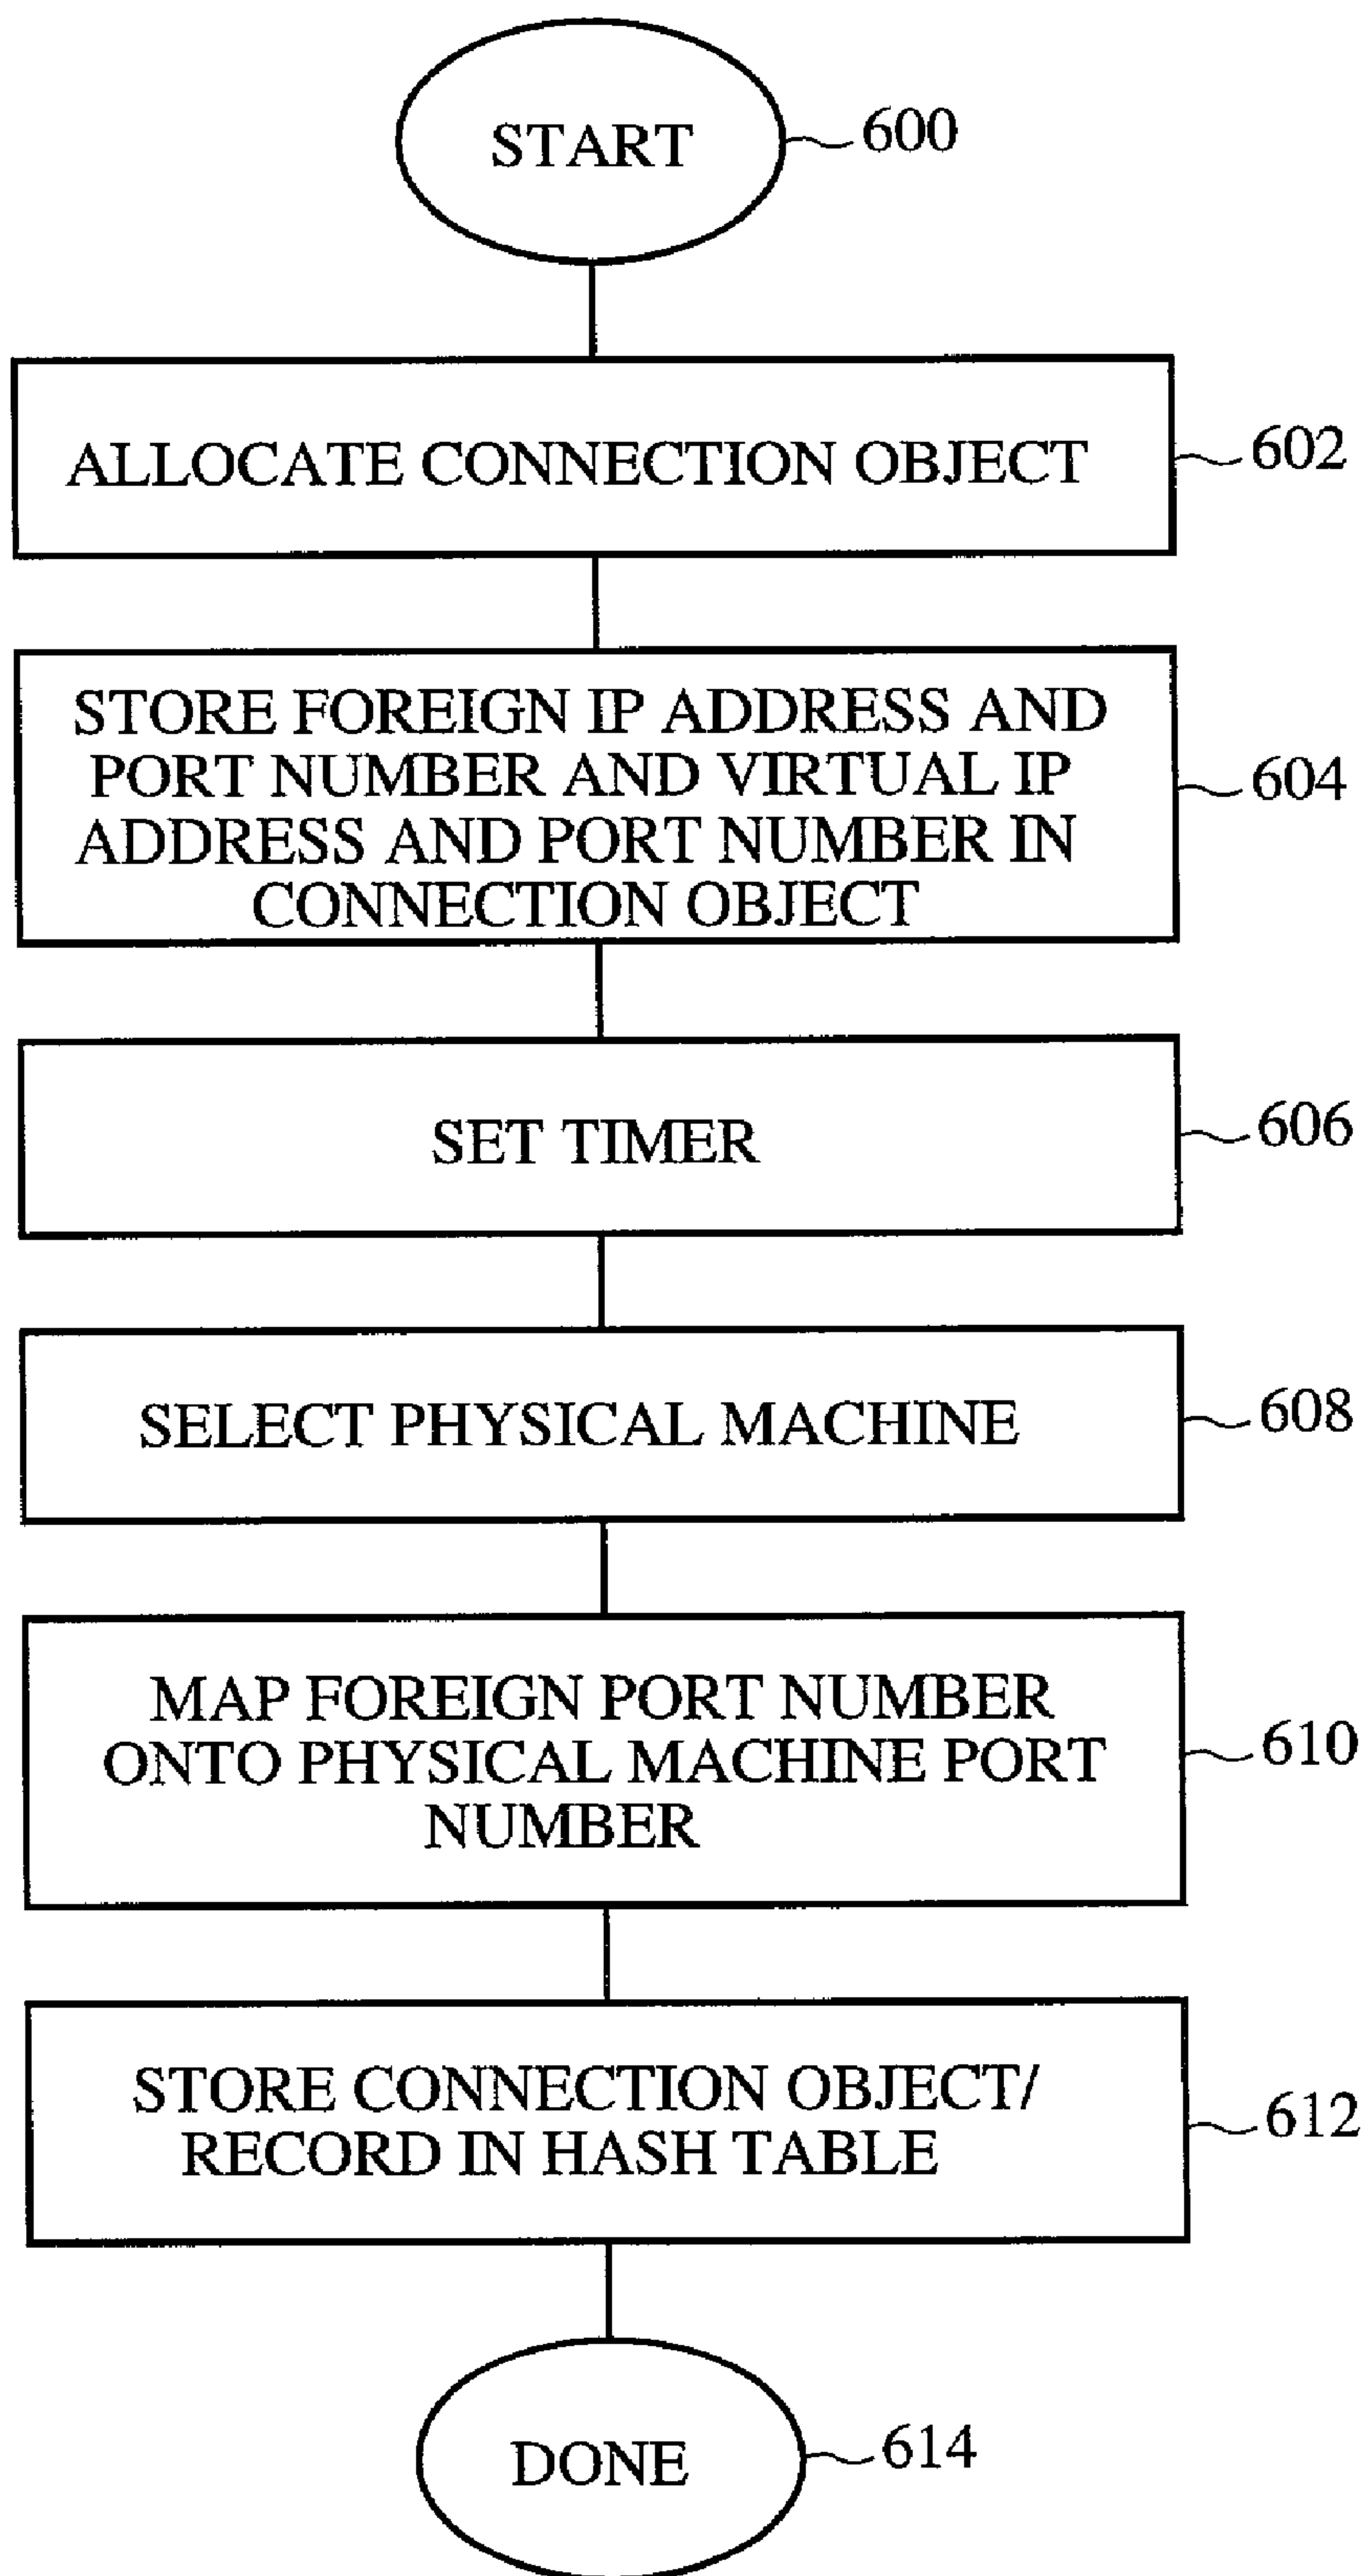 START
600
ALLOCATE CONNECTION OBJECT
602
STORE FOREIGN IP ADDRESS AND
PORT NUMBER AND VIRTUAL IP
ADDRESS AND PORT NUMBER IN
CONNECTION OBJECT
604
SET TIMER
606
SELECT PHYSICAL MACHINE
608
MAP FOREIGN PORT NUMBER
ONTO PHYSICAL MACHINE PORT
NUMBER
610
STORE CONNECTION OBJECT/
RECORD IN HASH TABLE
612
DONE
614